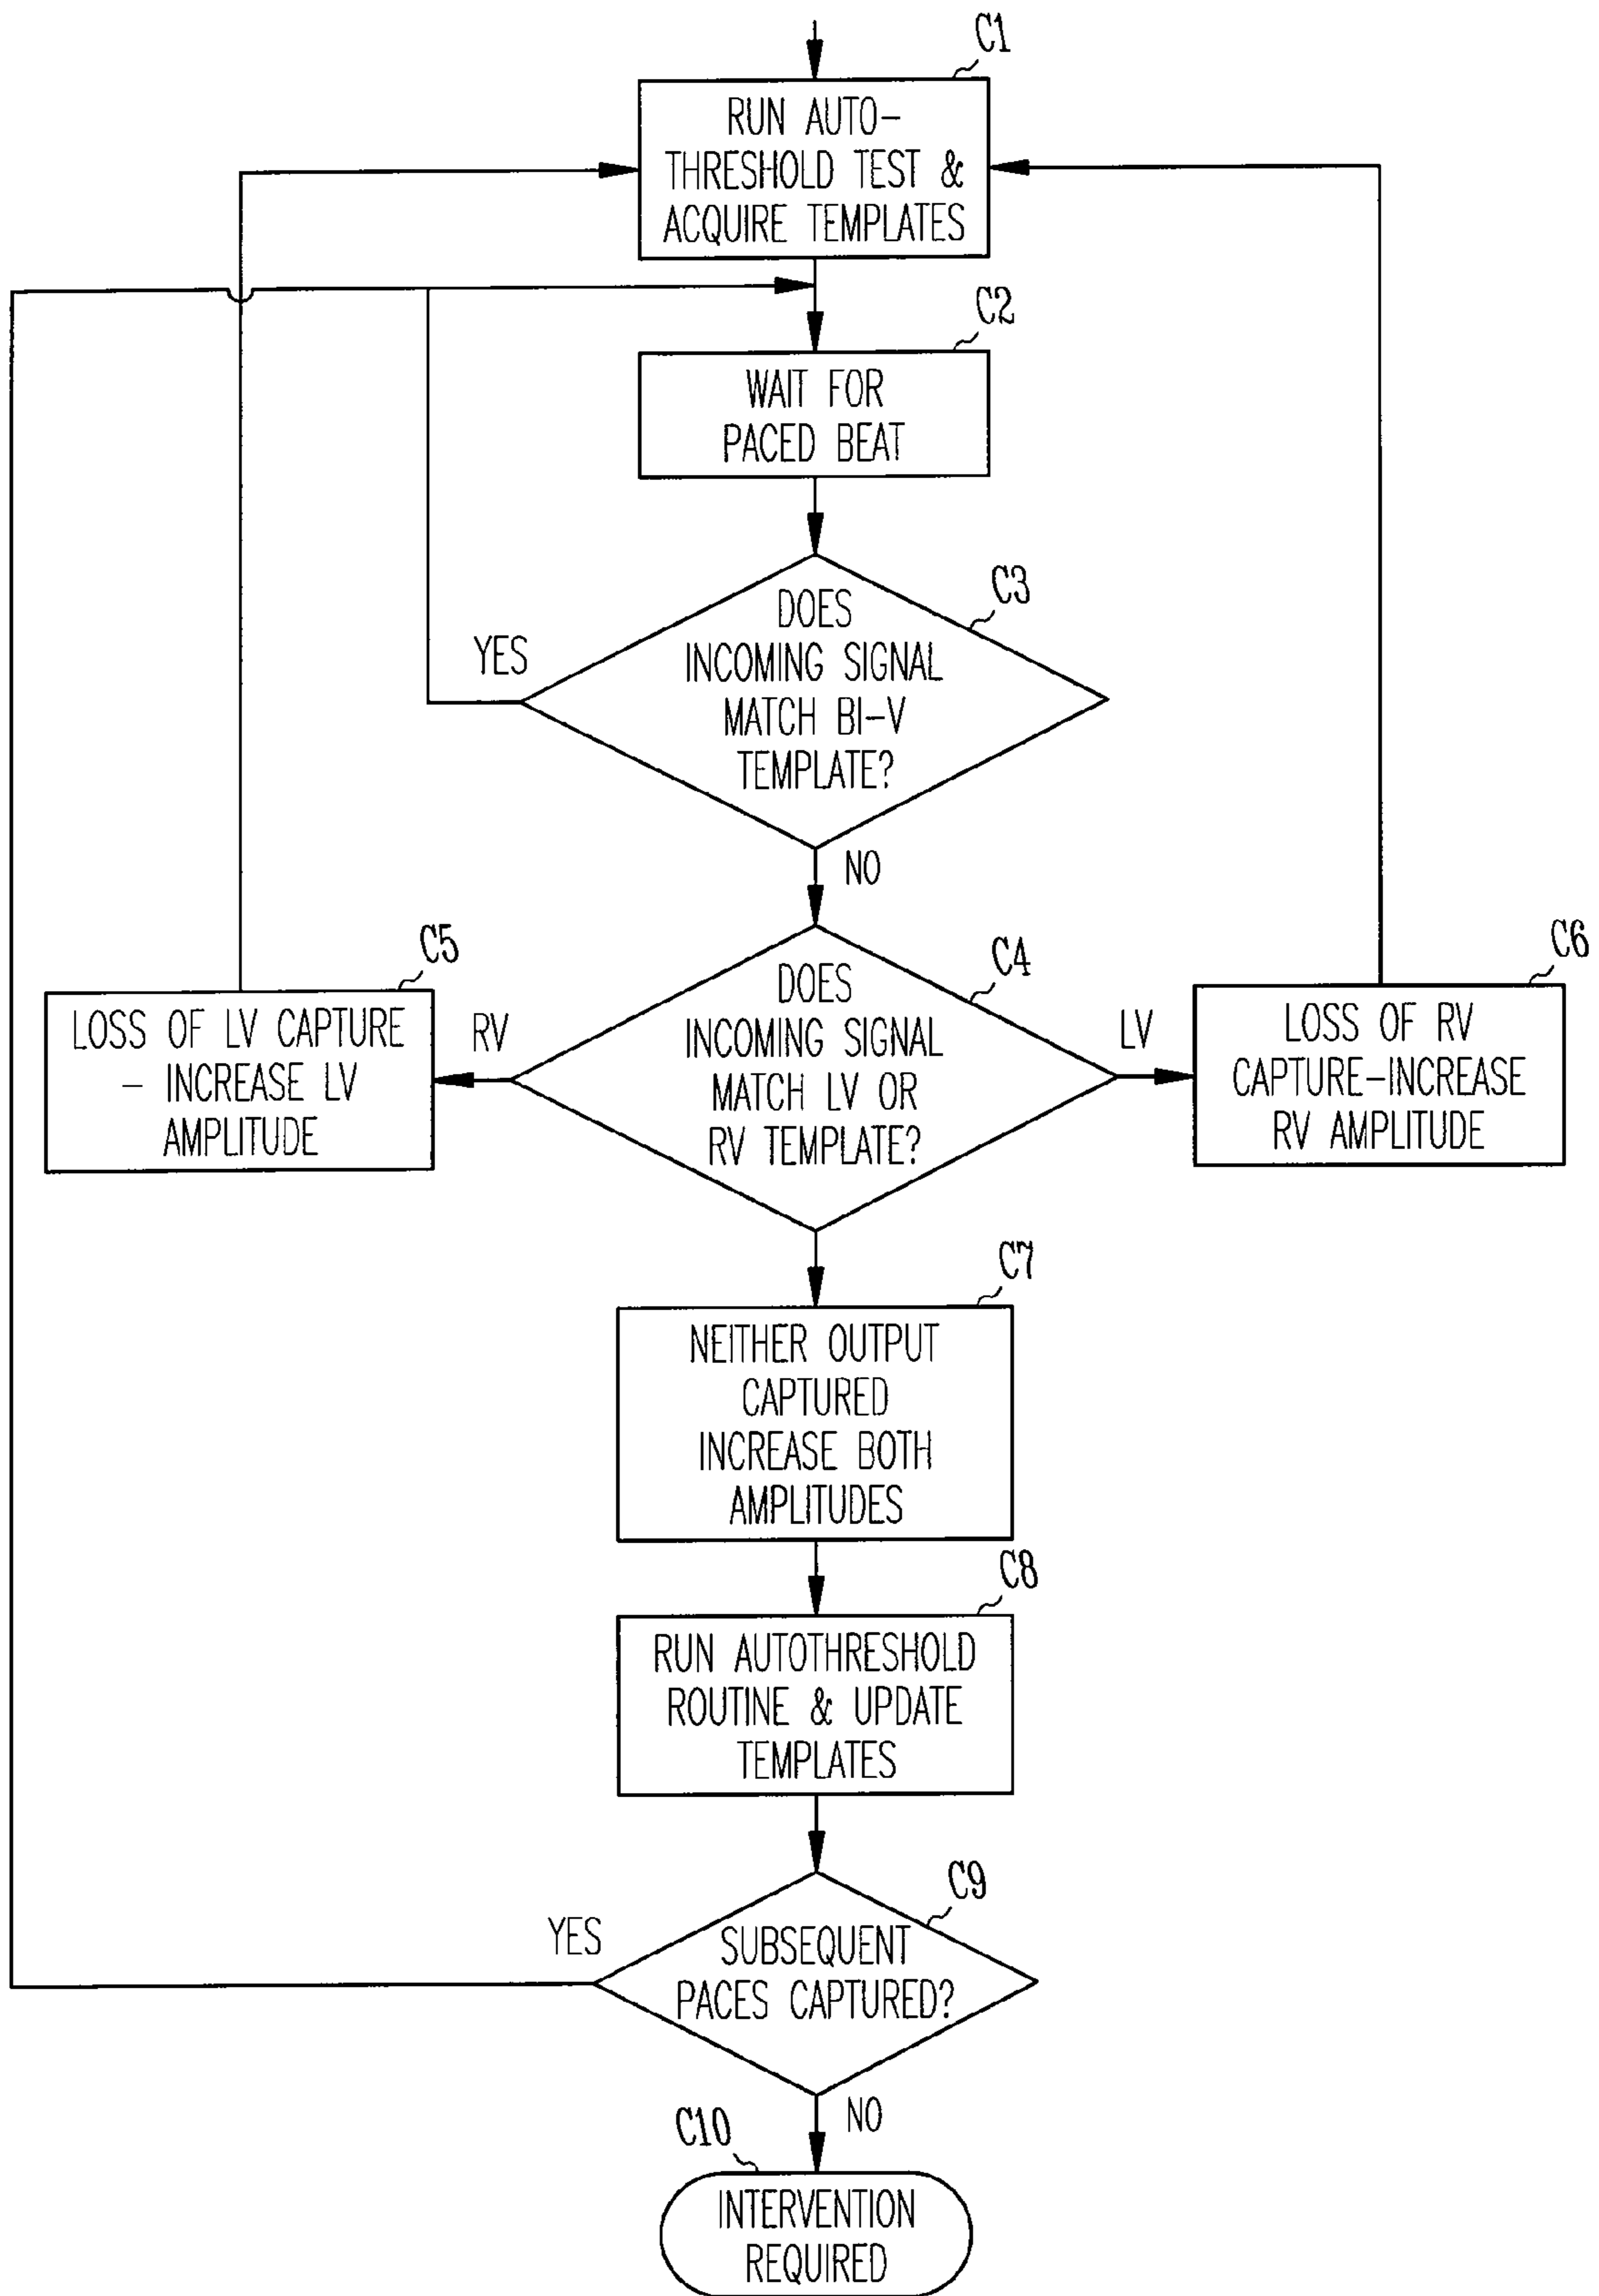 C1
RUN AUTO-
THRESHOLD TEST &
ACQUIRE TEMPLATES
C2
WAIT FOR
PACED BEAT
C3
DOES
INCOMING SIGNAL
MATCH BI-V
TEMPLATE?
YES
NO
C4
DOES
INCOMING SIGNAL
MATCH LV OR
RV TEMPLATE?
RV
LV
C5
LOSS OF LV CAPTURE
- INCREASE LV
AMPLITUDE
C6
LOSS OF RV
CAPTURE-INCREASE
RV AMPLITUDE
C7
NEITHER OUTPUT
CAPTURED
INCREASE BOTH
AMPLITUDES
C8
RUN AUTOTHRESHOLD
ROUTINE & UPDATE
TEMPLATES
C9
SUBSEQUENT
PACES CAPTURED?
YES
NO
C10
INTERVENTION
REQUIRED